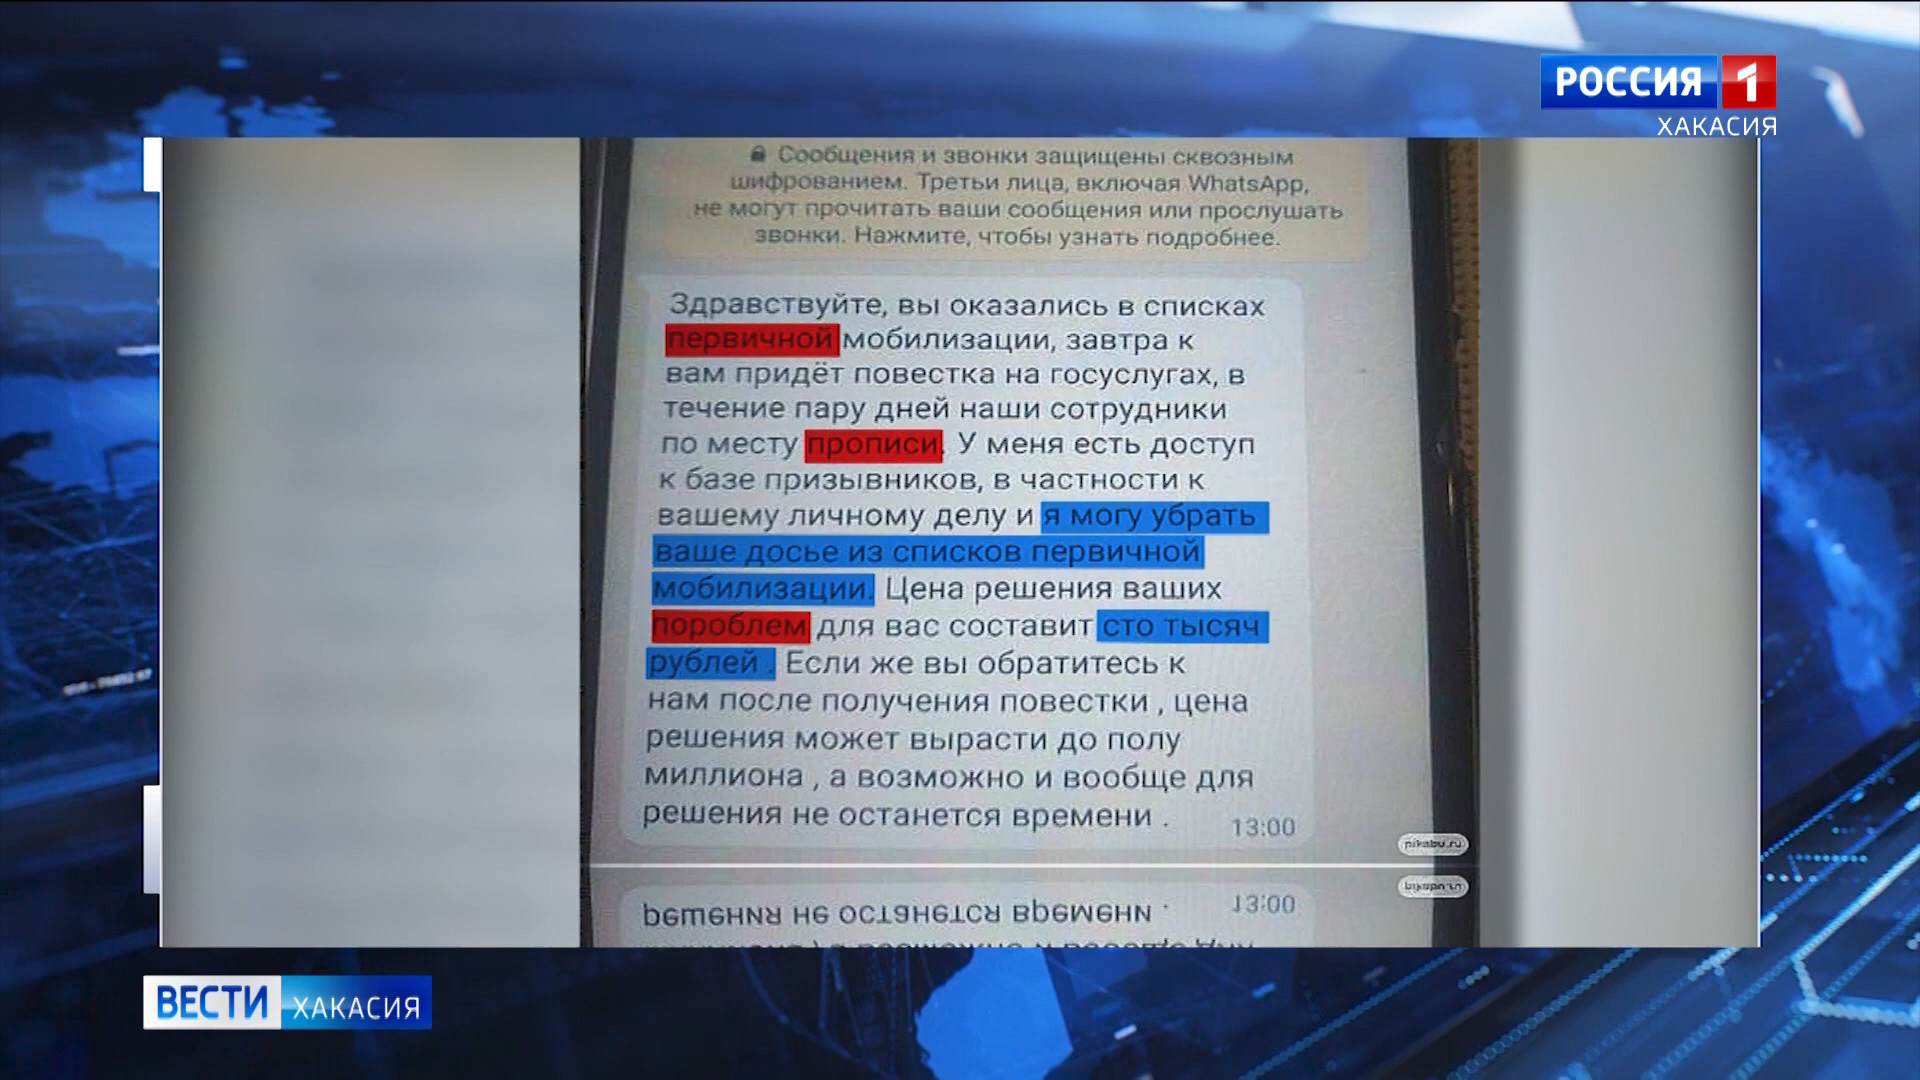 РОССИЯ 1
ХАКАСИЯ
Сообщения и звонки защищены сквозным
шифрованием. Третьи лица, включая WhatsApp,
не могут прочитать ваши сообщения или прослушать
звонки. Нажмите, чтобы узнать подробнее.
Здравствуйте, вы оказались в списках
первичной мобилизации, завтра к
вам придёт повестка на госуслугах, в
течение пару дней наши сотрудники
по месту прописи. У меня есть доступ
к базе призывников, в частности к
вашему личному делу и я могу убрать
ваше досье из списков первичной
мобилизации. Цена решения ваших
пороблем для вас составит сто тысяч
рублей . Если же вы обратитесь к
нам после получения повестки , цена
решения может вырасти до полу
миллиона , а возможно и вообще для
решения не останется времени .
13:00
pikabu.ru
решения не останется времени .
13:00
ВЕСТИ ХАКАСИЯ